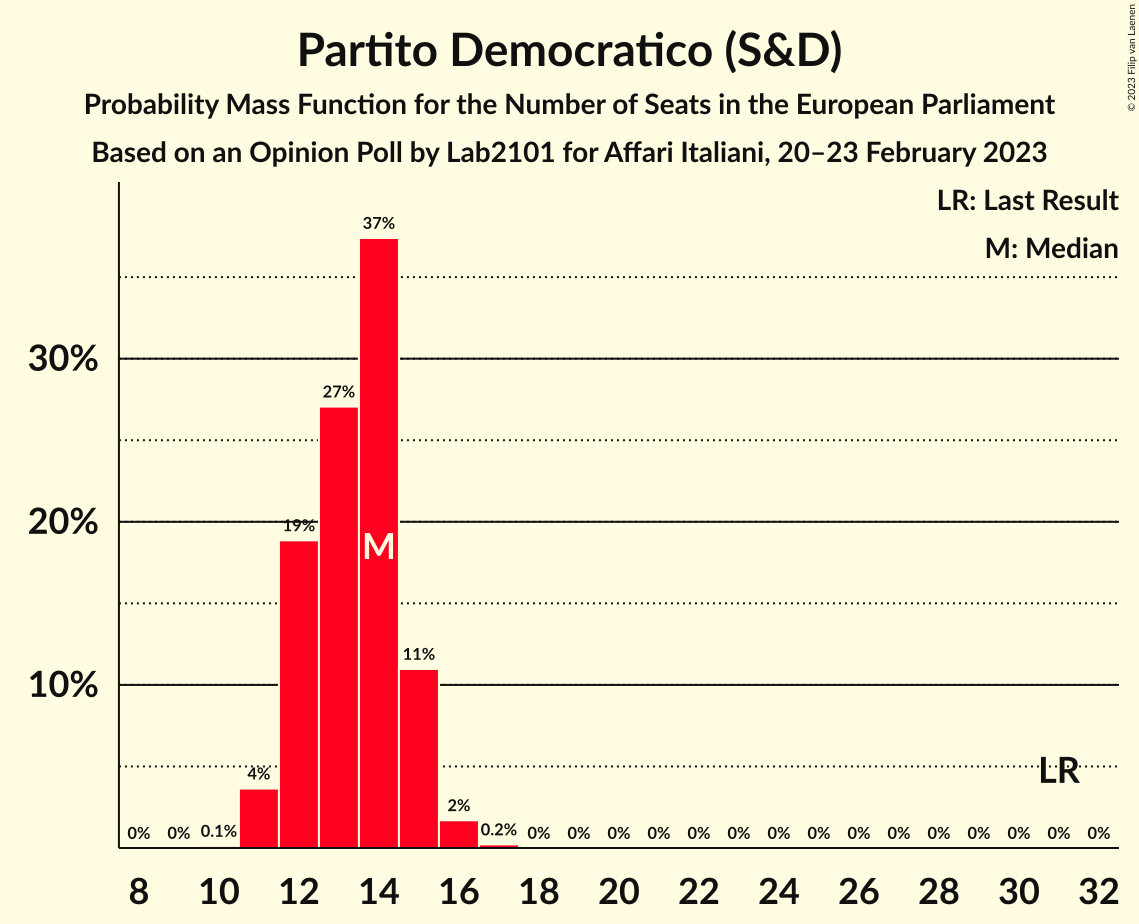 Partito Democratico (S&D)
Probability Mass Function for the Number of Seats in the European Parliament
Based on an Opinion Poll by Lab2101 for Affari Italiani, 20–23 February 2023
© 2023 Filip van Laenen
LR: Last Result
M: Median
37%
30%
27%
20%
19%
M
11%
10%
4%
LR
2%
0% 0% 0.1% 0.2% 0% 0% 0% 0% 0% 0% 0% 0% 0% 0% 0% 0% 0% 0% 0%
8 10 12 14 16 18 20 22 24 26 28 30 32